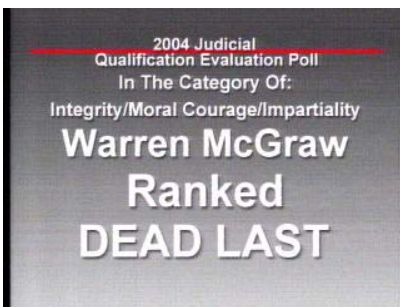 2004 Judicial
Qualification Evaluation Poll
In The Category Of:
Integrity/Moral Courage/Impartiality
Warren McGraw
Ranked
DEAD LAST